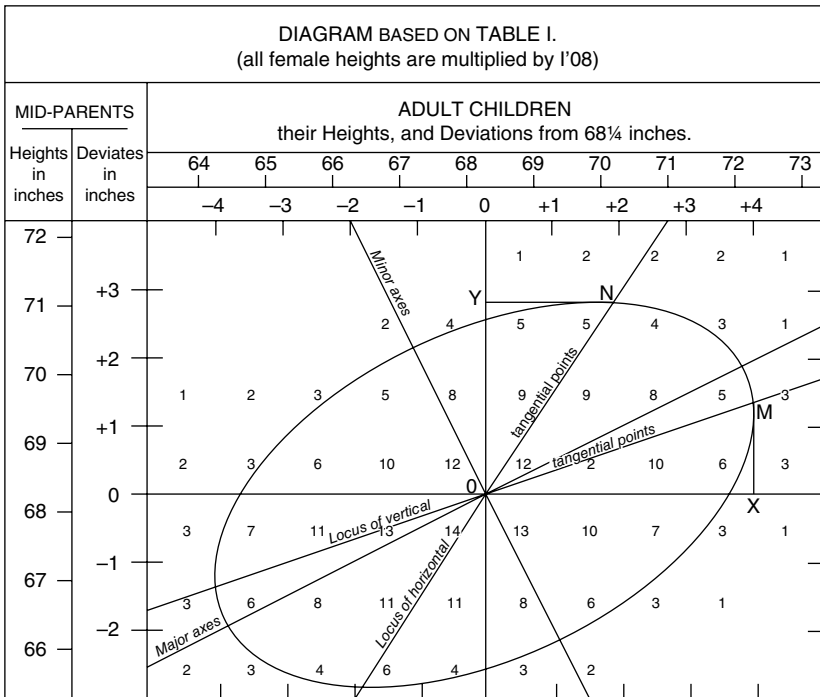 DIAGRAM BASED ON TABLE I.
(all female heights are multiplied by I'08)
MID-PARENTS
ADULT CHILDREN
their Heights, and Deviations from 68¼ inches.
Heights in inches
Deviates in inches
64 65 66 67 68 69 70 71 72 73
–4 –3 –2 –1 0 +1 +2 +3 +4
72
1 2 2 2 1
Minor axes
+3
Y N
71
2 4 5 5 4 3 1
+2
70
1 2 3 5 8 9 9 8 5 3
tangential points
M
+1
69
tangential points
2 3 6 10 12 12 2 10 6 3
0 0
X
68
Locus of vertical
3 7 11 13 14 13 10 7 3 1
–1
Locus of horizontal
67
3 6 8 11 11 8 6 3 1
Major axes
–2
66
2 3 4 6 4 3 2